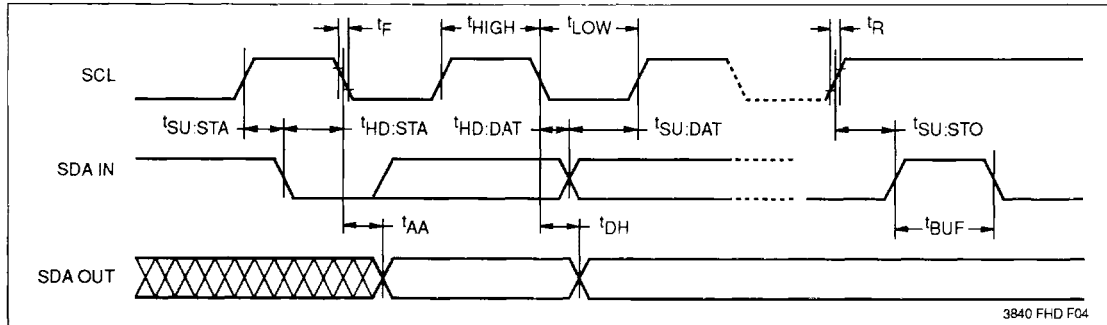 tF
tHIGH
tLOW
tR
SCL
tSU:STA
tHD:STA
tHD:DAT
tSU:DAT
tSU:STO
SDA IN
tAA
tDH
tBUF
SDA OUT
3840 FHD F04